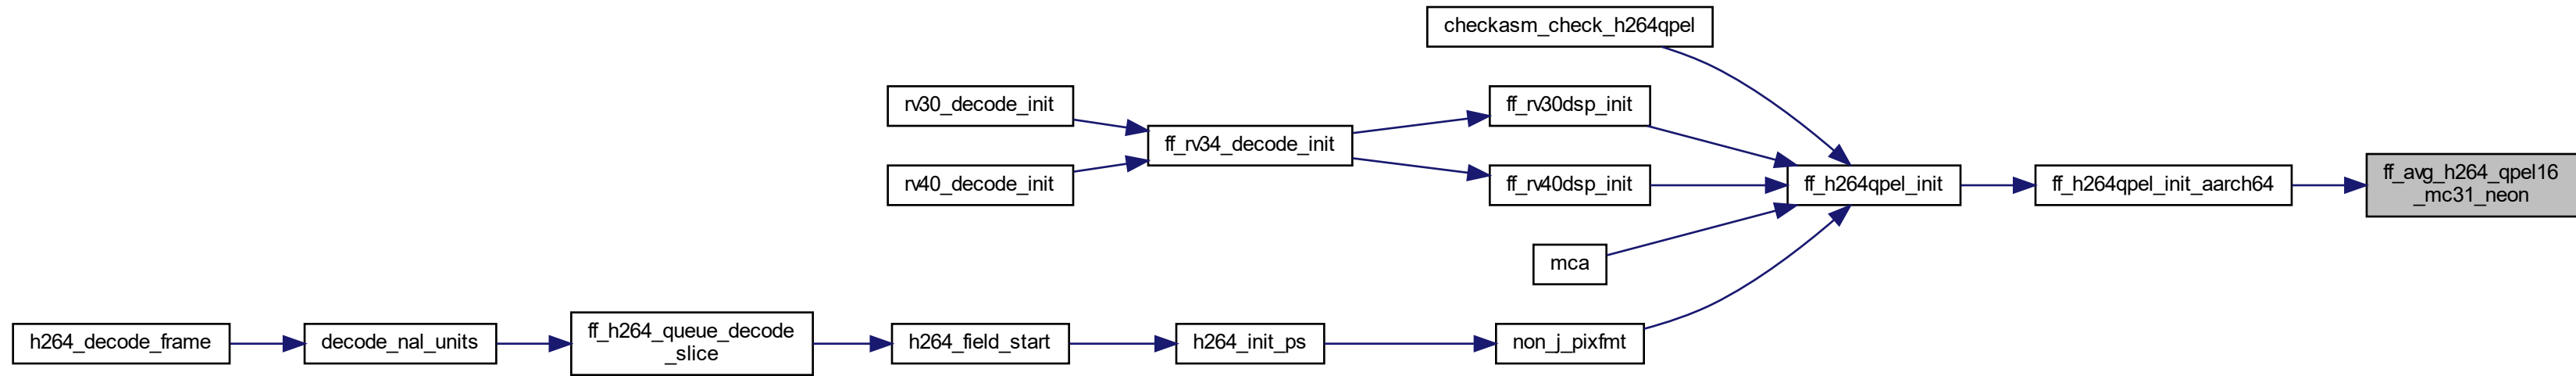 checkasm_check_h264qpel
rv30_decode_init
ff_rv30dsp_init
ff_rv34_decode_init
rv40_decode_init
ff_rv40dsp_init
ff_h264qpel_init
ff_h264qpel_init_aarch64
ff_avg_h264_qpel16
_mc31_neon
mca
h264_decode_frame
decode_nal_units
ff_h264_queue_decode
_slice
h264_field_start
h264_init_ps
non_j_pixfmt